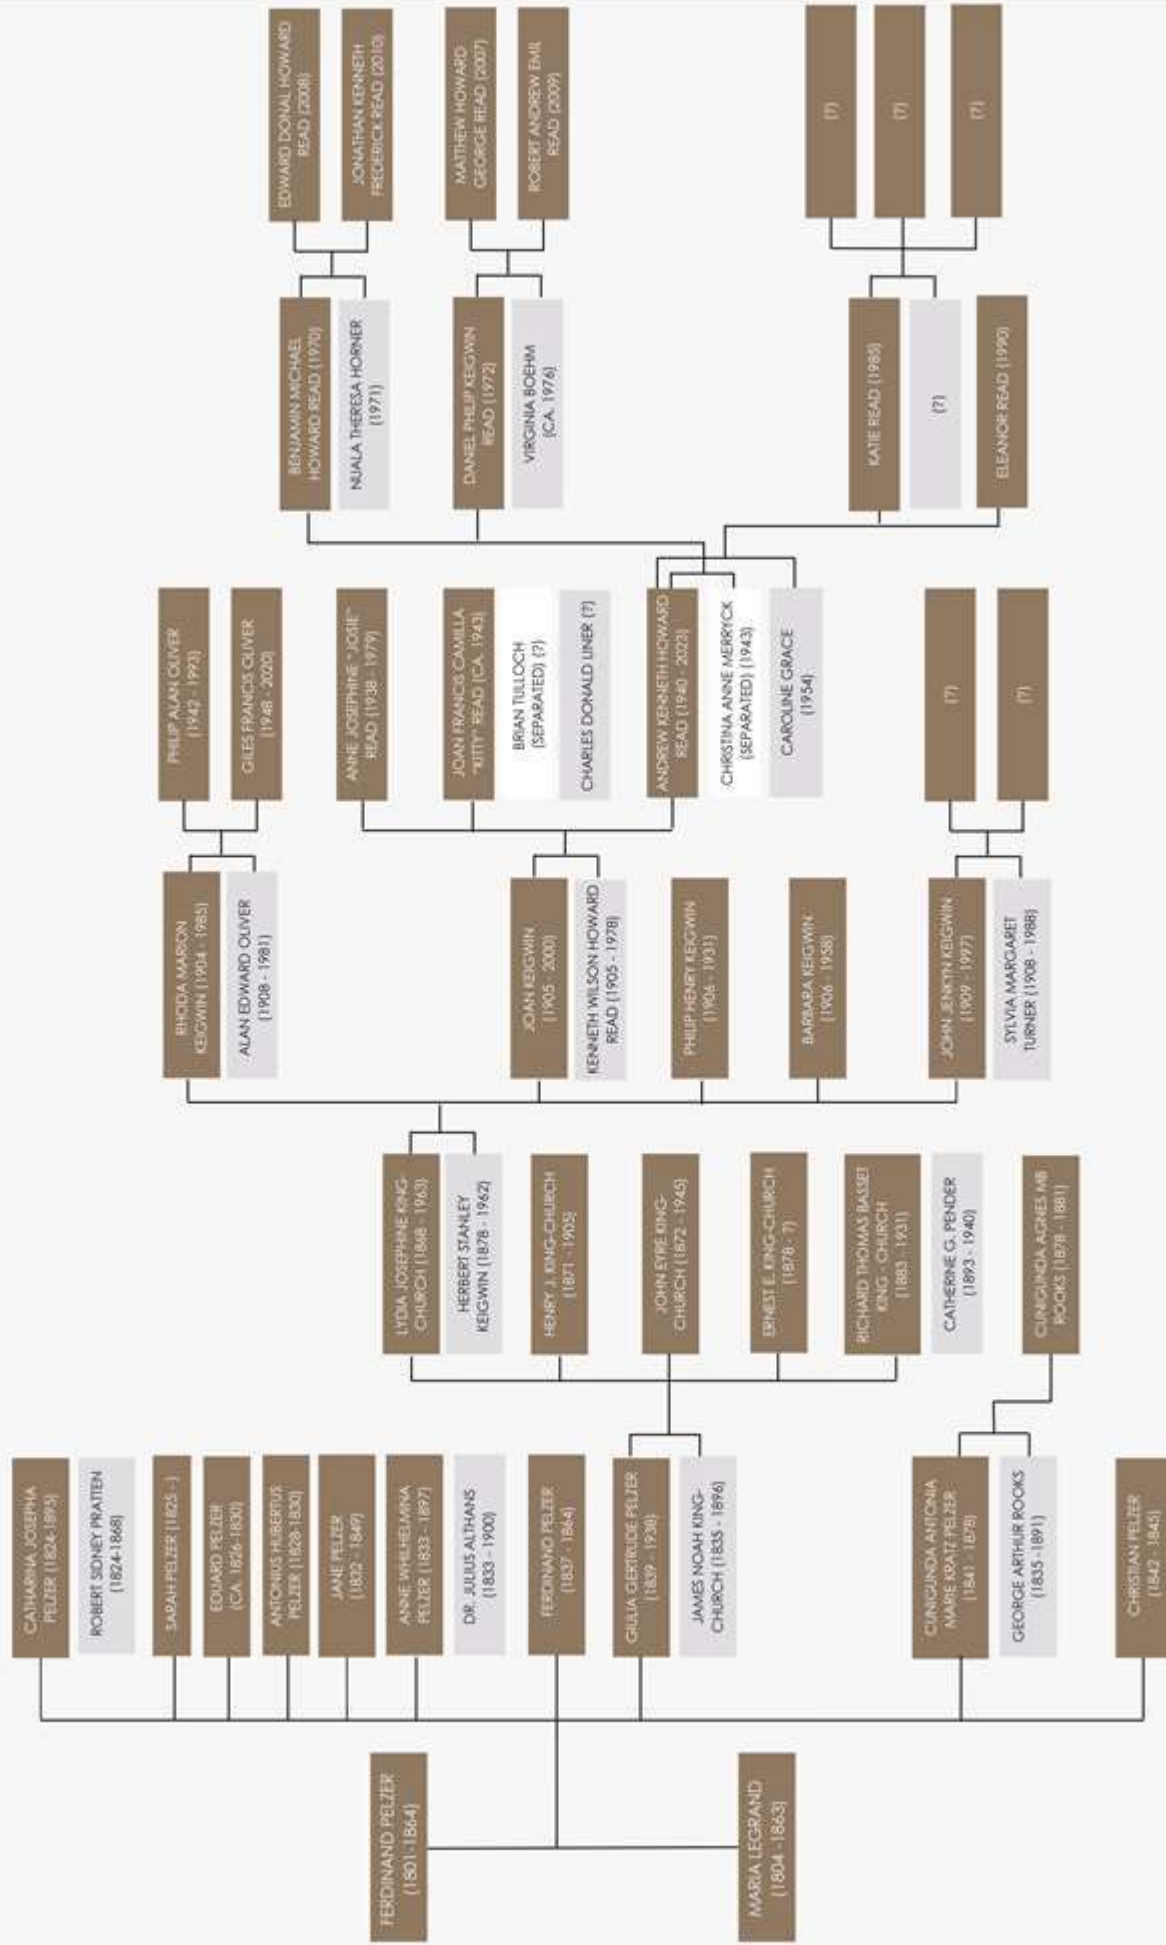 FERDINAND PELZER
(1801-1864)
MARIA LEGRAND
(1804 -1863)
CATHARINA JOSEPHA
PELZER (1824-1895)
ROBERT SIDNEY PRATTEN
(1824-1868)
SARAH PELZER (1825 - )
EDUARD PELZER
(CA. 1826-1830)
ANTONIUS HUBERTUS
PELZER (1828-1830)
JANE PELZER
(1832 - 1849)
ANNE WILHELMINA
PELZER (1833 - 1897)
DR. JULIUS ALTHANS
(1833 - 1900)
FERDINAND PELZER
(1837 - 1864)
GIULIA GERTRUDE PELZER
(1839 - 1938)
JAMES NOAH KING-
CHURCH (1835 - 1896)
CUNIGUNDA ANTONIA
MARIE KRATZ PELZER
(1841 - 1878)
GEORGE ARTHUR ROOKS
(1835 -1891)
CHRISTIAN PELZER
(1842 - 1845)
LYDIA JOSEPHINE KING-
CHURCH (1868 - 1963)
HERBERT STANLEY
KEIGWIN (1878 - 1962)
HENRY J. KING-CHURCH
(1871 - 1905)
JOHN EYRE KING-
CHURCH (1872 - 1945)
ERNEST E. KING-CHURCH
(1878 - ?)
RICHARD THOMAS BASSET
KING - CHURCH
(1883 - 1931)
CATHERINE G. PENDER
(1893 - 1940)
CUNIGUNDA AGNES MB
ROOKS (1878 - 1881)
RHODA MARION
KEIGWIN (1904 - 1985)
ALAN EDWARD OLIVER
(1908 - 1981)
JOAN KEIGWIN
(1905 - 2000)
KENNETH WILSON HOWARD
READ (1905 - 1978)
PHILIP HENRY KEIGWIN
(1906 - 1931)
BARBARA KEIGWIN
(1906 - 1958)
JOHN JENKYN KEIGWIN
(1909 - 1997)
SYLVIA MARGARET
TURNER (1908 - 1988)
PHILIP ALAN OLIVER
(1942 - 1993)
GILES FRANCIS OLIVER
(1948 - 2020)
ANNE JOSEPHINE "JOSIE"
READ (1938 - 1979)
JOAN FRANCIS CAMILLA
"KITTY" READ (CA. 1943)
BRIAN TULLOCH
(SEPARATED) (?)
CHARLES DONALD LINER (?)
ANDREW KENNETH HOWARD
READ (1940 - 2023)
CHRISTINA ANNE MERRYCK
(SEPARATED) (1943)
CAROLINE GRACE
(1954)
(?)
(?)
BENJAMIN MICHAEL
HOWARD READ (1970)
NUALA THERESA HORNER
(1971)
DANIEL PHILIP KEIGWIN
READ (1972)
VIRGINIA BOEHM
(CA. 1976)
KATIE READ (1985)
(?)
ELEANOR READ (1990)
EDWARD DONAL HOWARD
READ (2008)
JONATHAN KENNETH
FREDERICK READ (2010)
MATTHEW HOWARD
GEORGE READ (2007)
ROBERT ANDREW EMIL
READ (2009)
(?)
(?)
(?)